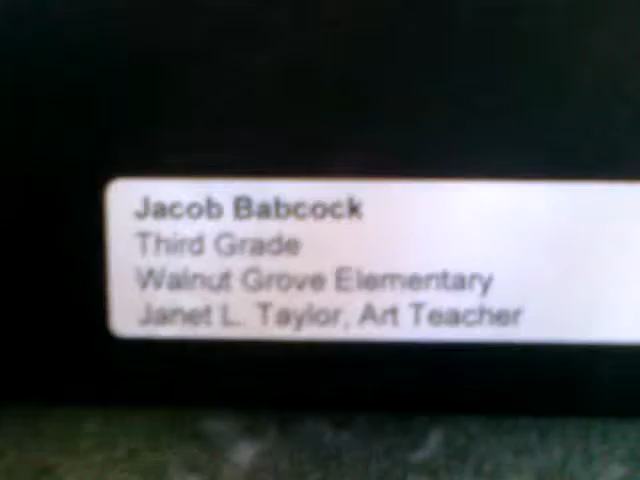 Jacob Babcock
Third Grade
Walnut Grove Elementary
Janet L. Taylor, Art Teacher